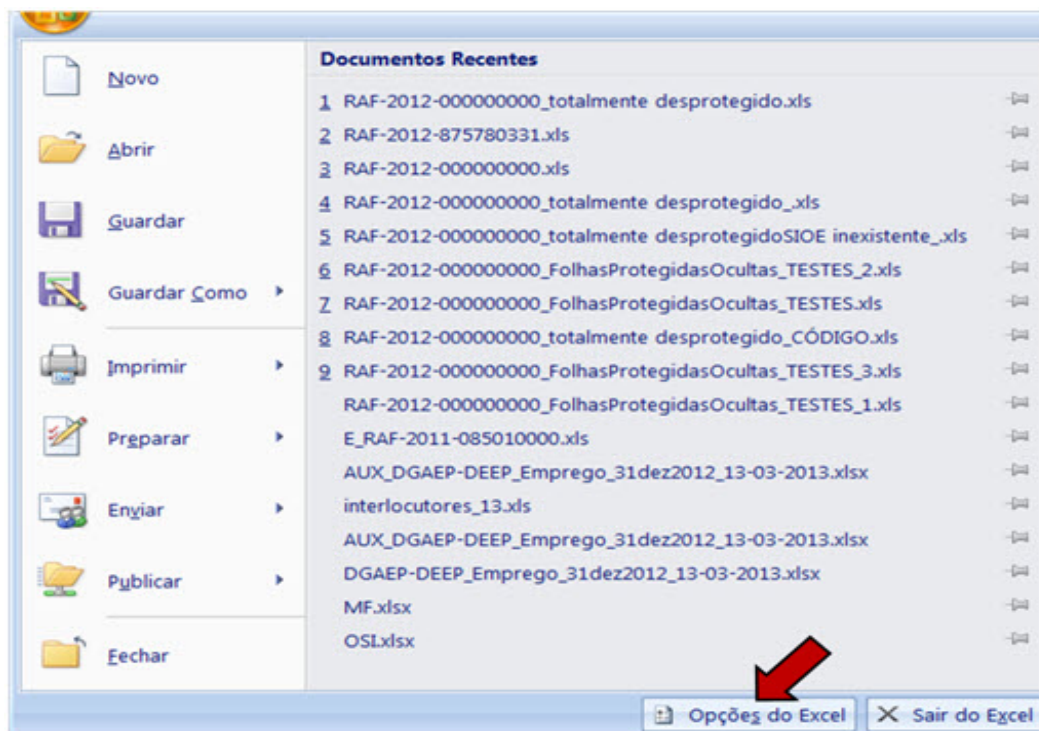 Novo
Abrir
Guardar
Guardar Como
Imprimir
Preparar
Enviar
Publicar
Fechar
Documentos Recentes
1 RAF-2012-000000000_totalmente desprotegido.xls
2 RAF-2012-875780331.xls
3 RAF-2012-000000000.xls
4 RAF-2012-000000000_totalmente desprotegido_.xls
5 RAF-2012-000000000_totalmente desprotegidoSIOE inexistente_.xls
6 RAF-2012-000000000_FolhasProtegidasOcultas_TESTES_2.xls
7 RAF-2012-000000000_FolhasProtegidasOcultas_TESTES.xls
8 RAF-2012-000000000_totalmente desprotegido_CÓDIGO.xls
9 RAF-2012-000000000_FolhasProtegidasOcultas_TESTES_3.xls
RAF-2012-000000000_FolhasProtegidasOcultas_TESTES_1.xls
E_RAF-2011-085010000.xls
AUX_DGAEP-DEEP_Emprego_31dez2012_13-03-2013.xlsx
interlocutores_13.xls
AUX_DGAEP-DEEP_Emprego_31dez2012_13-03-2013.xlsx
DGAEP-DEEP_Emprego_31dez2012_13-03-2013.xlsx
MF.xlsx
OSI.xlsx
Opções do Excel
Sair do Excel